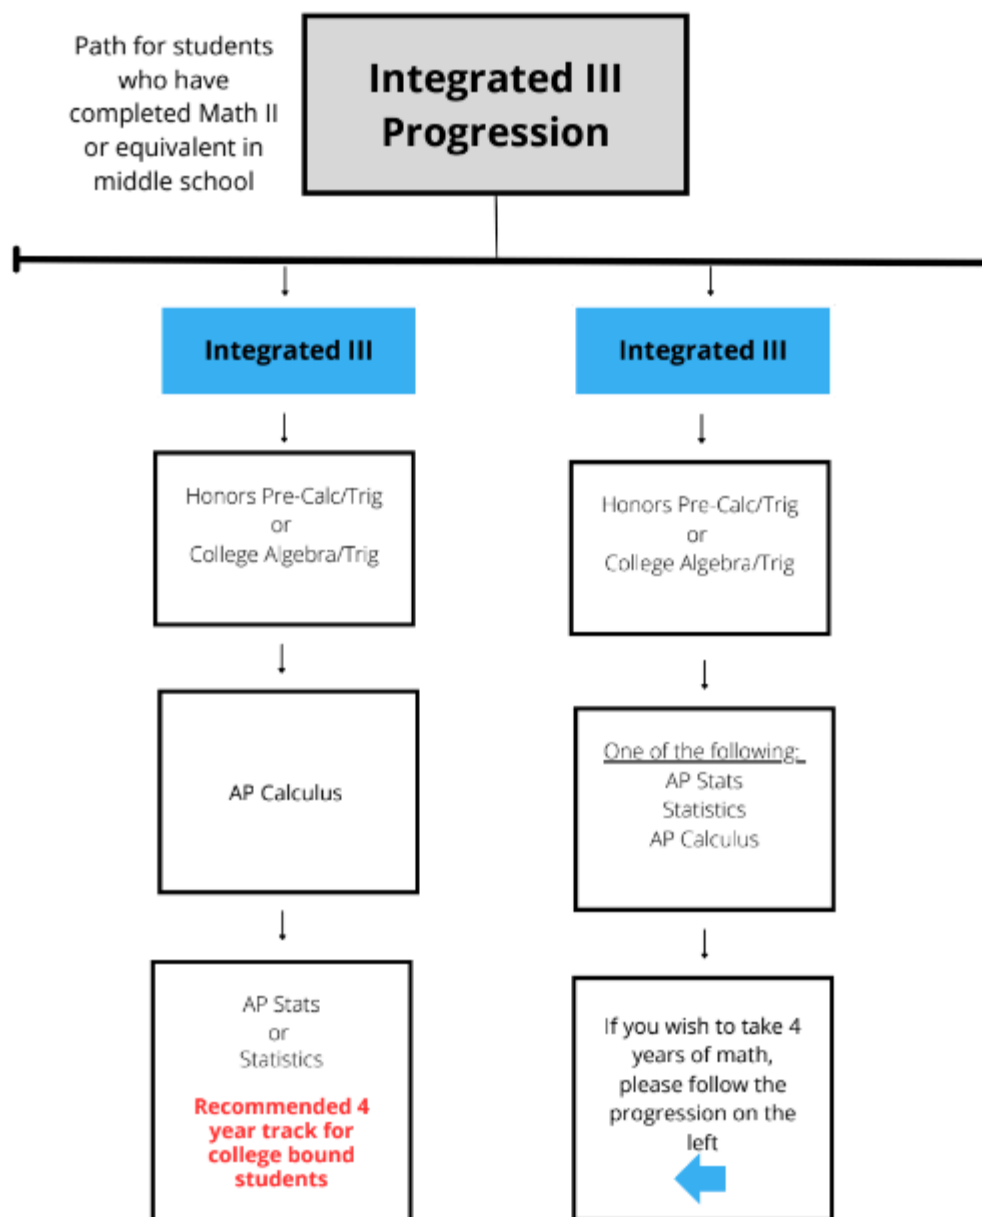 Path for students
who have
completed Math II
or equivalent in
middle school
Integrated III
Progression
Integrated III
Honors Pre-Calc/Trig
or
College Algebra/Trig
AP Calculus
AP Stats
or
Statistics
Recommended 4
year track for
college bound
students
Integrated III
Honors Pre-Calc/Trig
or
College Algebra/Trig
One of the following:
AP Stats
Statistics
AP Calculus
If you wish to take 4
years of math,
please follow the
progression on the
left